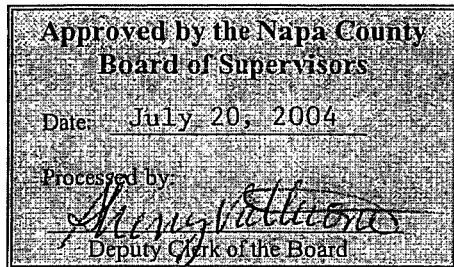 Approved by the Napa County
Board of Supervisors
Date: July 20, 2004
Processed by:
Deputy Clerk of the Board